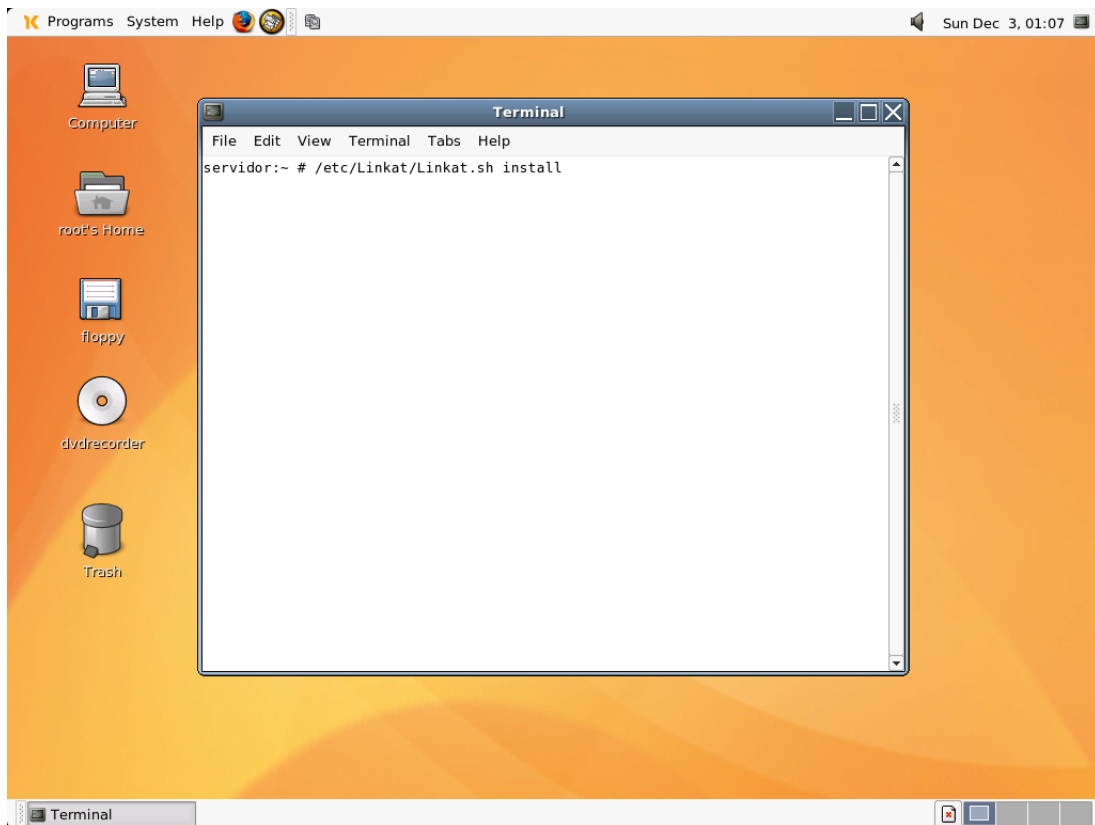 Programs System Help
Sun Dec 3, 01:07
Computer
root's Home
floppy
dvdrecorder
Trash
Terminal
File Edit View Terminal Tabs Help
servidor:~ # /etc/Linkat/Linkat.sh install
Terminal